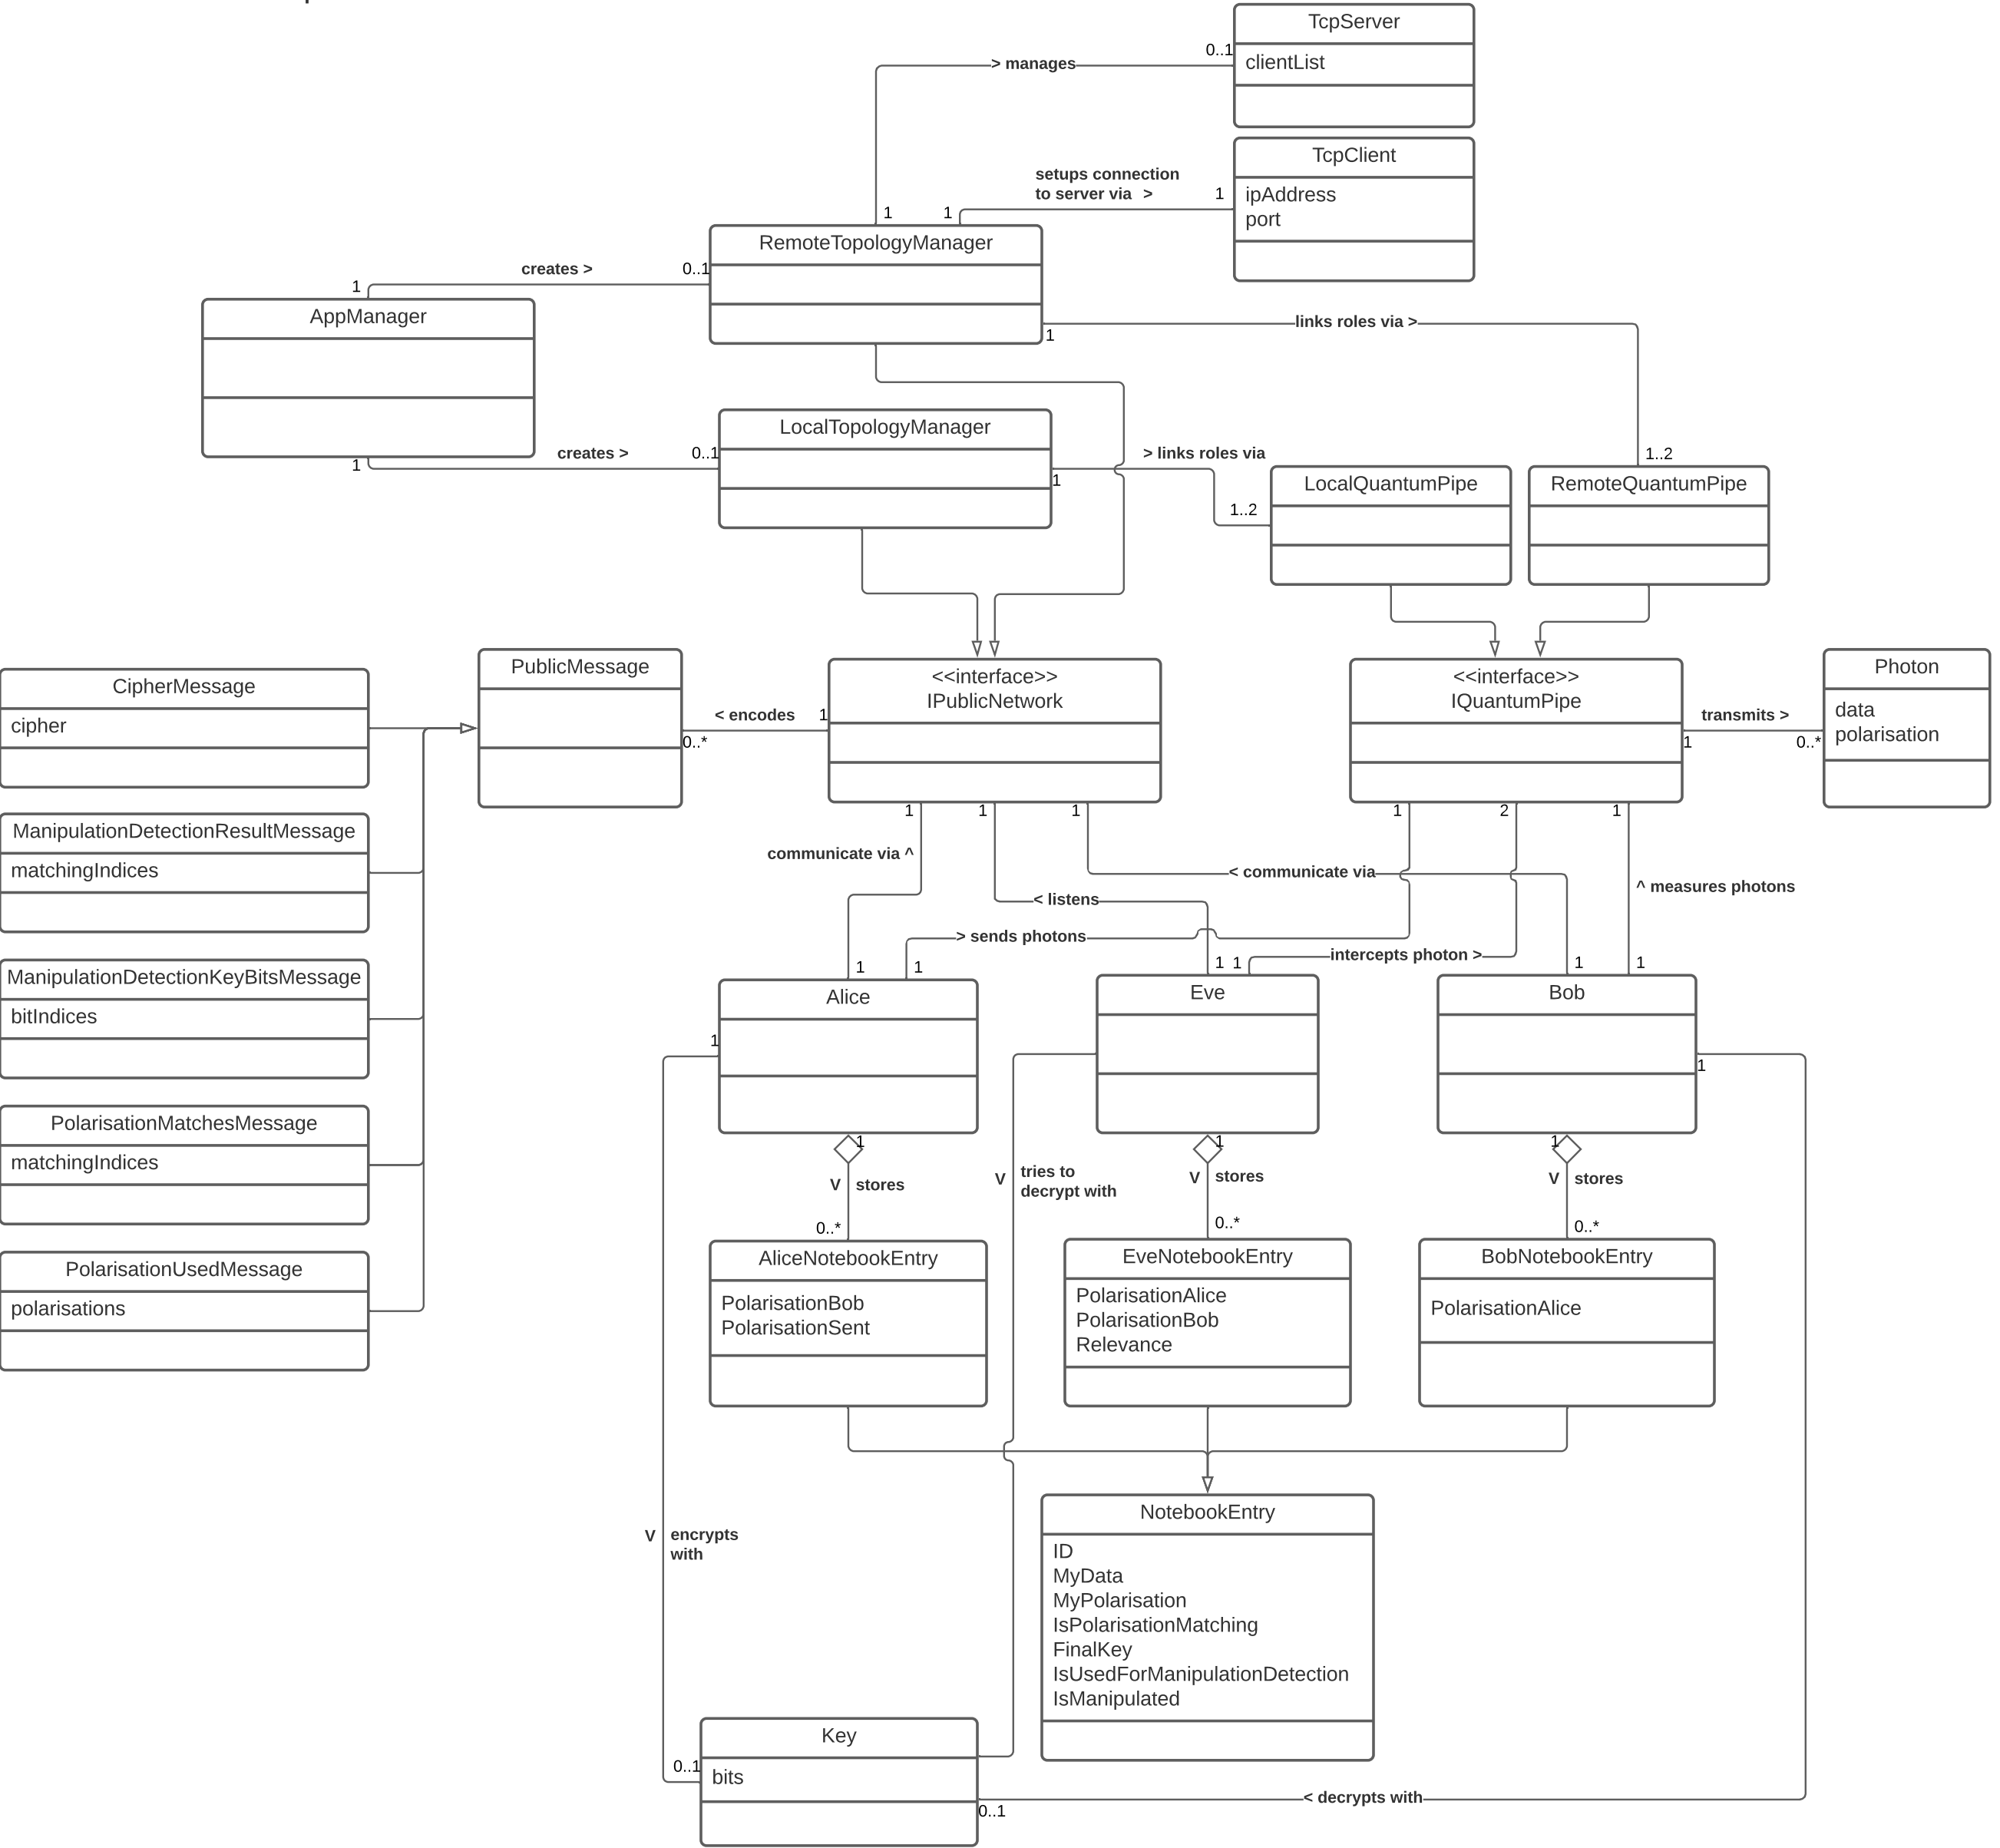 TcpServer
0..1
> manages
clientList
TcpClient
setups connection
to server via >
1
ipAddress
port
1
1
RemoteTopologyManager
creates >
0..1
1
AppManager
links roles via >
1
LocalTopologyManager
creates >
0..1
1
> links roles via
1
1..2
1..2
LocalQuantumPipe
RemoteQuantumPipe
PublicMessage
<<interface>>
IPublicNetwork
<<interface>>
IQuantumPipe
Photon
CipherMessage
cipher
< encodes
1
0..*
transmits >
1
0..*
data
polarisation
ManipulationDetectionResultMessage
matchingIndices
1
1
1
1
2
1
communicate via ^
< communicate via
^ measures photons
< listens
> sends photons
intercepts photon >
1
1
1
1
1
1
ManipulationDetectionKeyBitsMessage
bitIndices
Alice
Eve
Bob
1
1
PolarisationMatchesMessage
matchingIndices
1
V stores
0..*
V
tries to
decrypt with
1
V stores
0..*
1
V stores
0..*
PolarisationUsedMessage
polarisations
AliceNotebookEntry
PolarisationBob
PolarisationSent
EveNotebookEntry
PolarisationAlice
PolarisationBob
Relevance
BobNotebookEntry
PolarisationAlice
NotebookEntry
ID
MyData
MyPolarisation
IsPolarisationMatching
FinalKey
IsUsedForManipulationDetection
IsManipulated
V encrypts
with
Key
0..1
bits
0..1
< decrypts with